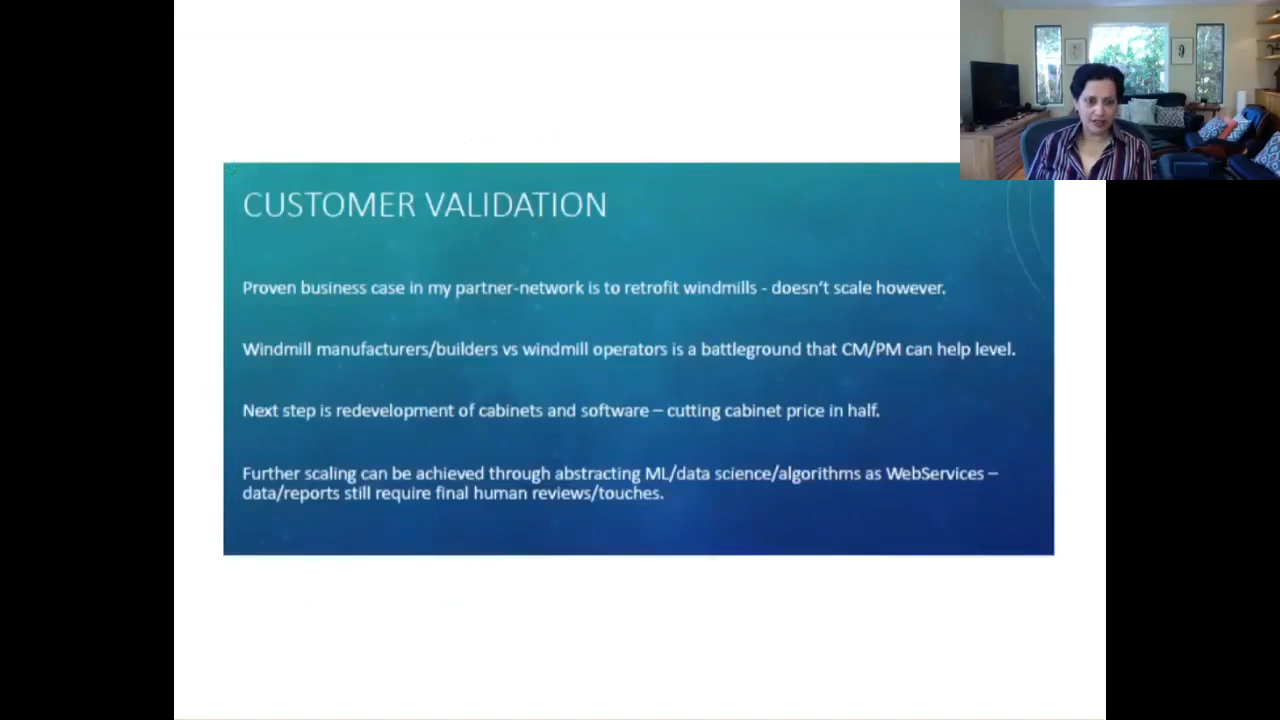 CUSTOMER VALIDATION
Proven business case in my partner-network is to retrofit windmills - doesn't scale however.
Windmill manufacturers/builders vs windmill operators is a battleground that CM/PM can help level.
Next step is redevelopment of cabinets and software – cutting cabinet price in half.
Further scaling can be achieved through abstracting ML/data science/algorithms as WebServices –
data/reports still require final human reviews/touches.